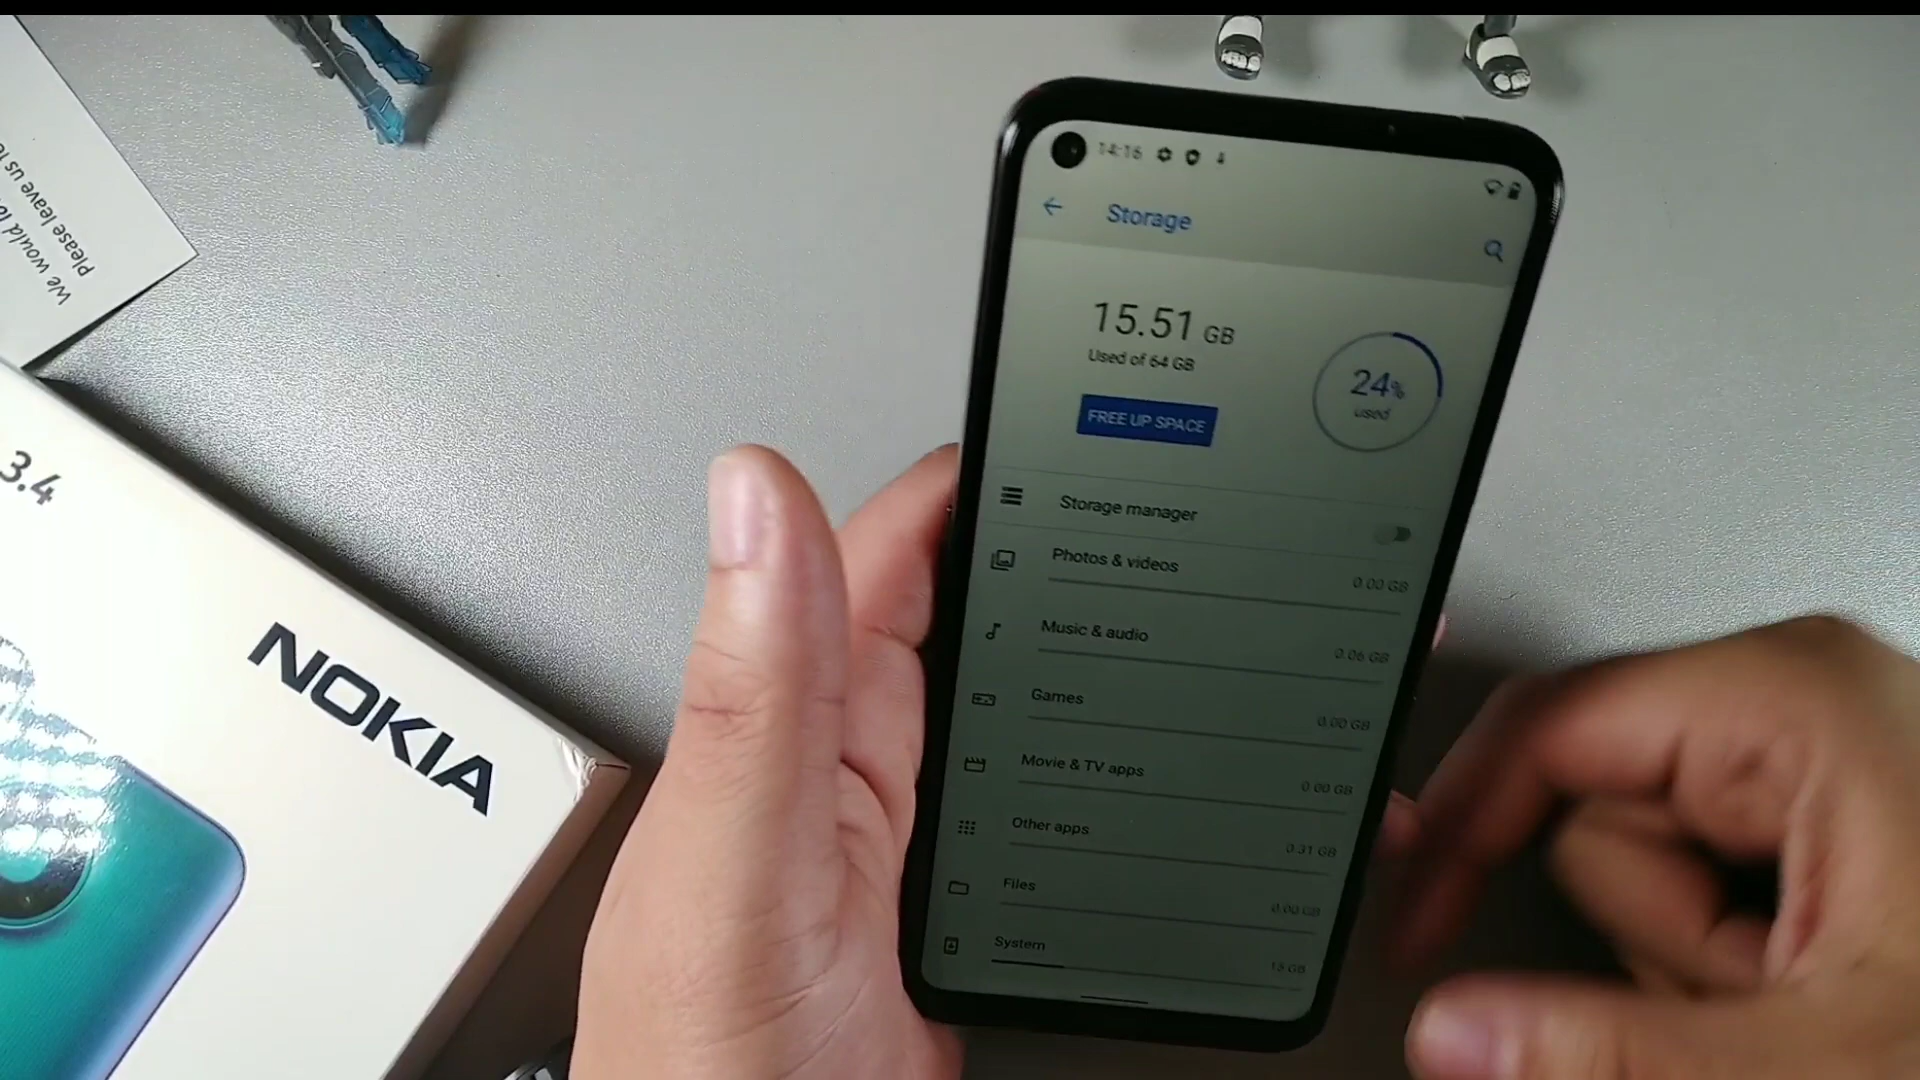 We would lo
Please leave us fe
3.4
NOKIA
14:16
Storage
15.51 GB
Used of 64 GB
FREE UP SPACE
24%
used
Storage manager
Photos & videos
0.00 GB
Music & audio
0.06 GB
Games
0.00 GB
Movie & TV apps
0.00 GB
Other apps
0.31 GB
Files
0.00 GB
System
15 GB